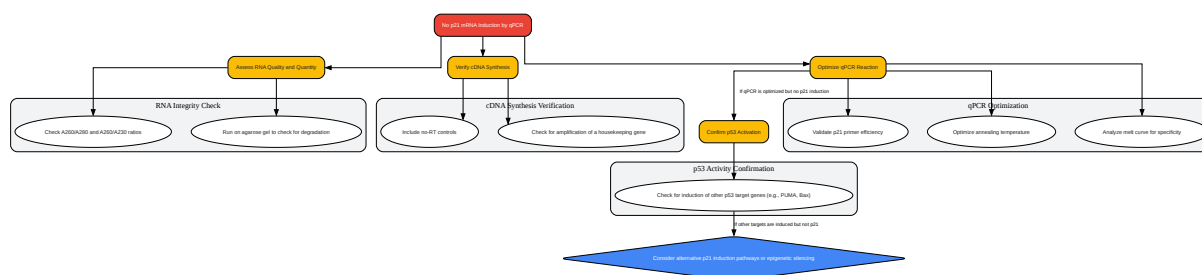 No p21 mRNA Induction by qPCR
Assess RNA Quality and Quantity
Verify cDNA Synthesis
Optimize qPCR Reaction
If qPCR is optimized but no p21 induction
RNA Integrity Check
cDNA Synthesis Verification
qPCR Optimization
Check A260/A280 and A260/A230 ratios
Run on agarose gel to check for degradation
Include no-RT controls
Check for amplification of a housekeeping gene
Confirm p53 Activation
Validate p21 primer efficiency
Optimize annealing temperature
Analyze melt curve for specificity
p53 Activity Confirmation
Check for induction of other p53 target genes (e.g., PUMA, Bax)
If other targets are induced but not p21
Consider alternative p21 induction pathways or epigenetic silencing